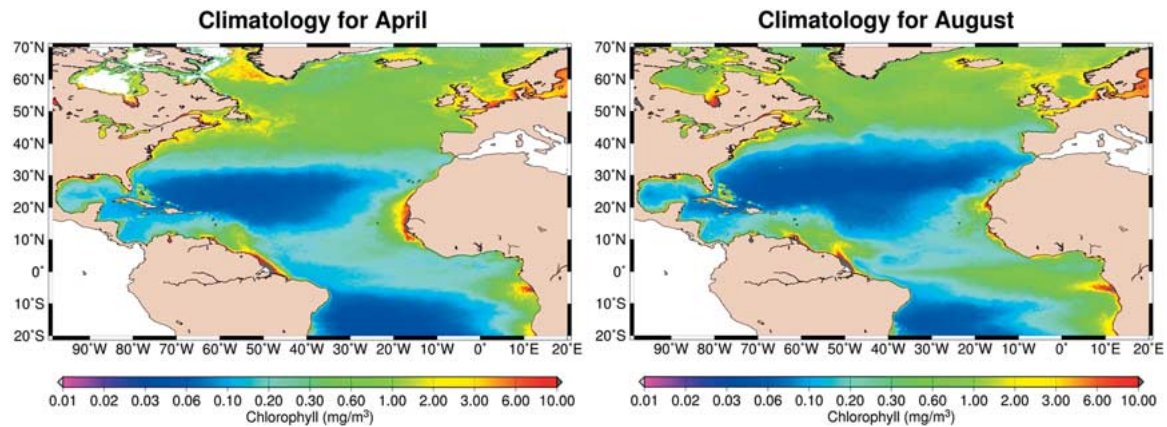 Climatology for April
70°N
60°N
50°N
40°N
30°N
20°N
10°N
0°
10°S
20°S
90°W 80°W 70°W 60°W 50°W 40°W 30°W 20°W 10°W 0° 10°E 20°E
0.01 0.02 0.03 0.06 0.10 0.20 0.30 0.60 1.00 2.00 3.00 6.00 10.00
Chlorophyll (mg/m³)
Climatology for August
70°N
60°N
50°N
40°N
30°N
20°N
10°N
0°
10°S
20°S
90°W 80°W 70°W 60°W 50°W 40°W 30°W 20°W 10°W 0° 10°E 20°E
0.01 0.02 0.03 0.06 0.10 0.20 0.30 0.60 1.00 2.00 3.00 6.00 10.00
Chlorophyll (mg/m³)